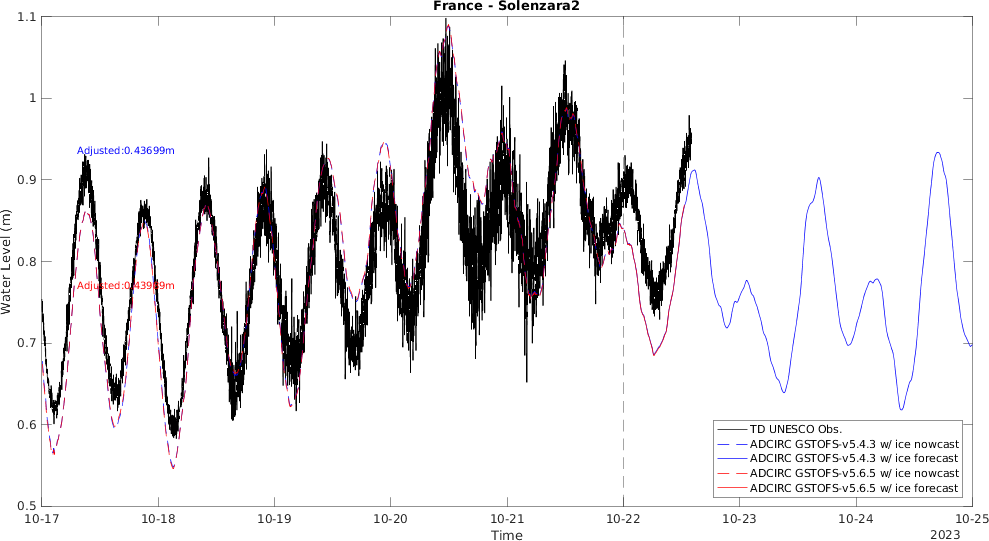 France - Solenzara2
1.1
1
0.9
0.8
0.7
0.6
0.5
Water Level (m)
Adjusted:0.43699m
Adjusted:0.43989m
10-17
10-18
10-19
10-20
10-21
10-22
10-23
10-24
10-25
Time
2023
TD UNESCO Obs.
ADCIRC GSTOFS-v5.4.3 w/ ice nowcast
ADCIRC GSTOFS-v5.4.3 w/ ice forecast
ADCIRC GSTOFS-v5.6.5 w/ ice nowcast
ADCIRC GSTOFS-v5.6.5 w/ ice forecast